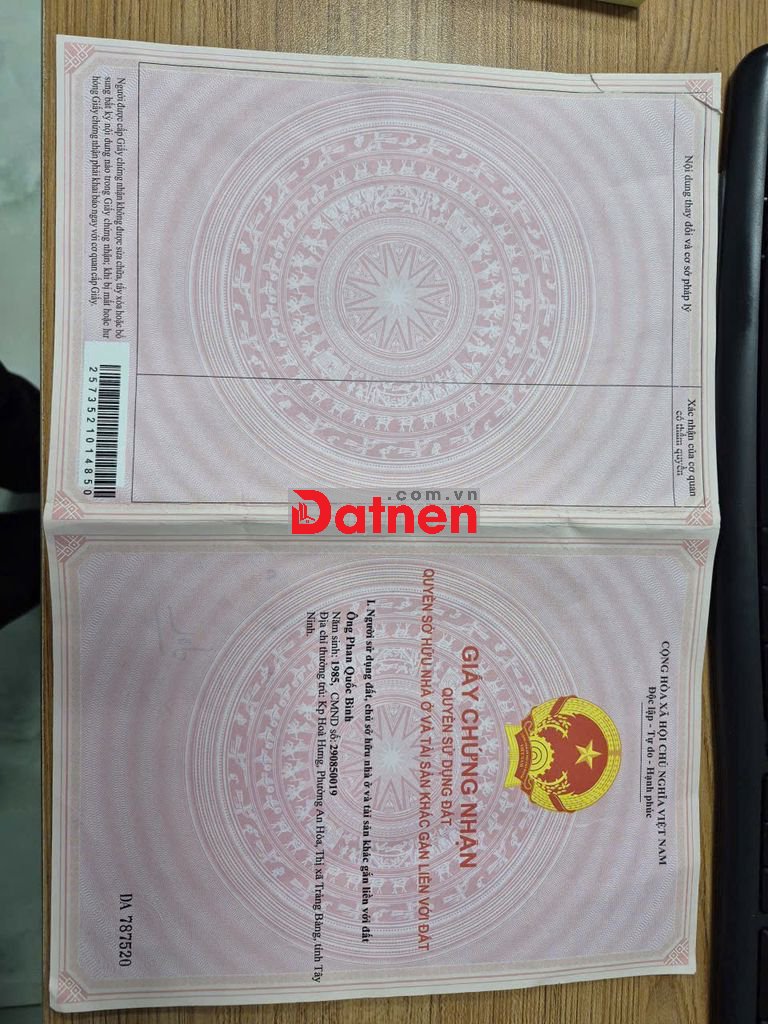 Nội dung thay đổi và cơ sở pháp lý
Xác nhận của cơ quan
có thẩm quyền
Người được cấp Giấy chứng nhận không được sửa chữa, tẩy xóa hoặc bổ
sung bất kỳ nội dung nào trong Giấy chứng nhận; khi bị mất hoặc hư
hỏng Giấy chứng nhận phải khai báo ngay với cơ quan cấp Giấy.
2573521014850
.com.vn
Datnen
CỘNG HÒA XÃ HỘI CHỦ NGHĨA VIỆT NAM
Độc lập - Tự do - Hạnh phúc
GIẤY CHỨNG NHẬN
QUYỀN SỬ DỤNG ĐẤT
QUYỀN SỞ HỮU NHÀ Ở VÀ TÀI SẢN KHÁC GẮN LIỀN VỚI ĐẤT
I. Người sử dụng đất, chủ sở hữu nhà ở và tài sản khác gắn liền với đất
Ông Phan Quốc Bình
Năm sinh: 1985, CMND số: 290850019
Địa chỉ thường trú: Kp Hoà Hưng, Phường An Hòa, Thị xã Trảng Bàng, tỉnh Tây
Ninh.
DA 787520